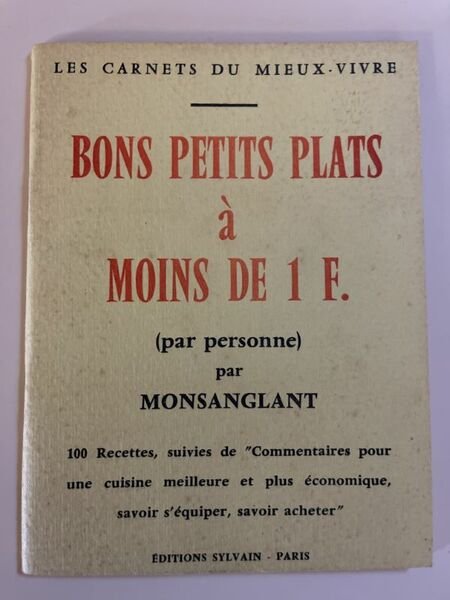 LES CARNETS DU MIEUX-VIVRE
BONS PETITS PLATS
à
MOINS DE 1 F.
(par personne)
par
MONSANGLANT
100 Recettes, suivies de "Commentaires pour
une cuisine meilleure et plus économique,
savoir s'équiper, savoir acheter"
ÉDITIONS SYLVAIN - PARIS